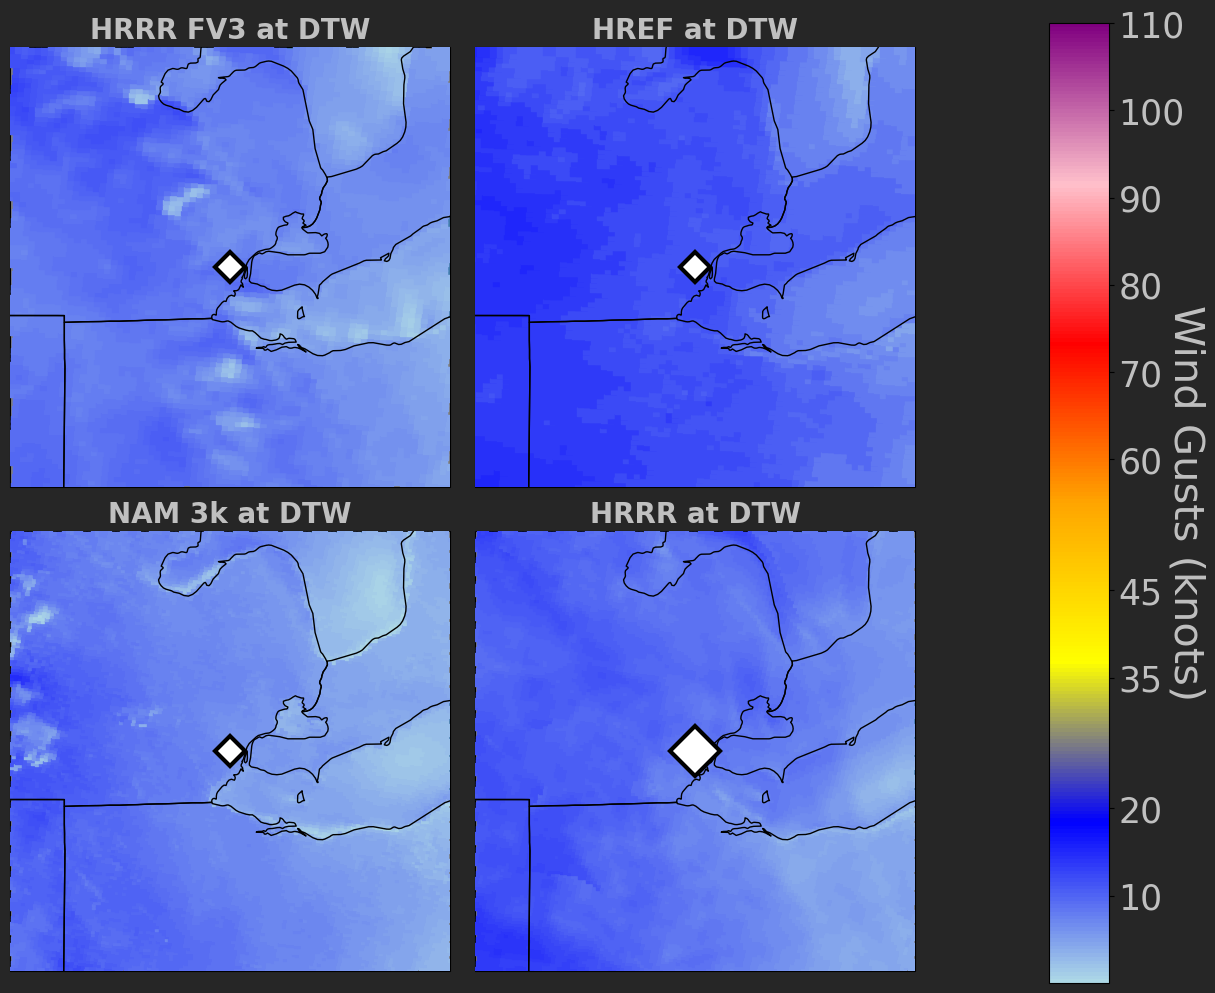 HRRR FV3 at DTW
HREF at DTW
NAM 3k at DTW
HRRR at DTW
110
100
90
80
70
60
45
35
20
10
Wind Gusts (knots)